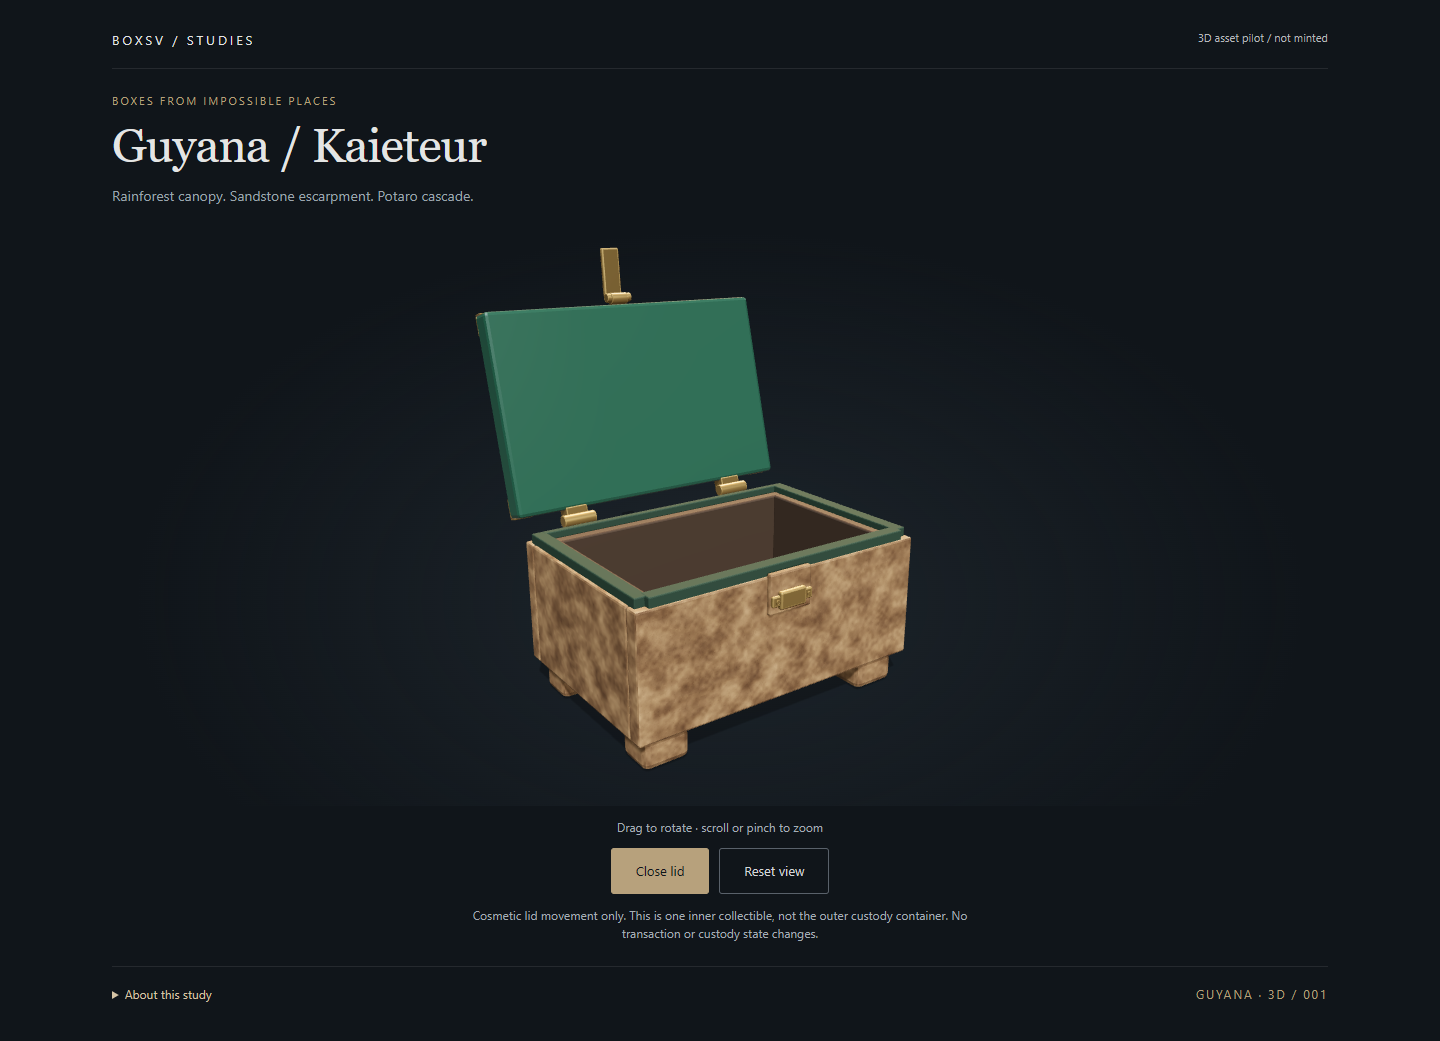 BOXSV / STUDIES
3D asset pilot / not minted
BOXES FROM IMPOSSIBLE PLACES
Guyana / Kaieteur
Rainforest canopy. Sandstone escarpment. Potaro cascade.
Drag to rotate · scroll or pinch to zoom
Close lid
Reset view
Cosmetic lid movement only. This is one inner collectible, not the outer custody container. No
transaction or custody state changes.
About this study
GUYANA · 3D / 001